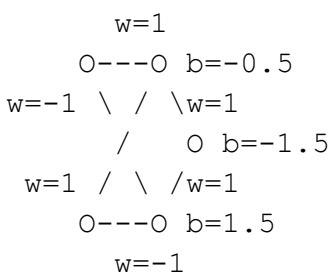 w=1
O---O b=-0.5
w=-1 \ / \w=1
/ O b=-1.5
w=1 / \ /w=1
O---O b=1.5
w=-1